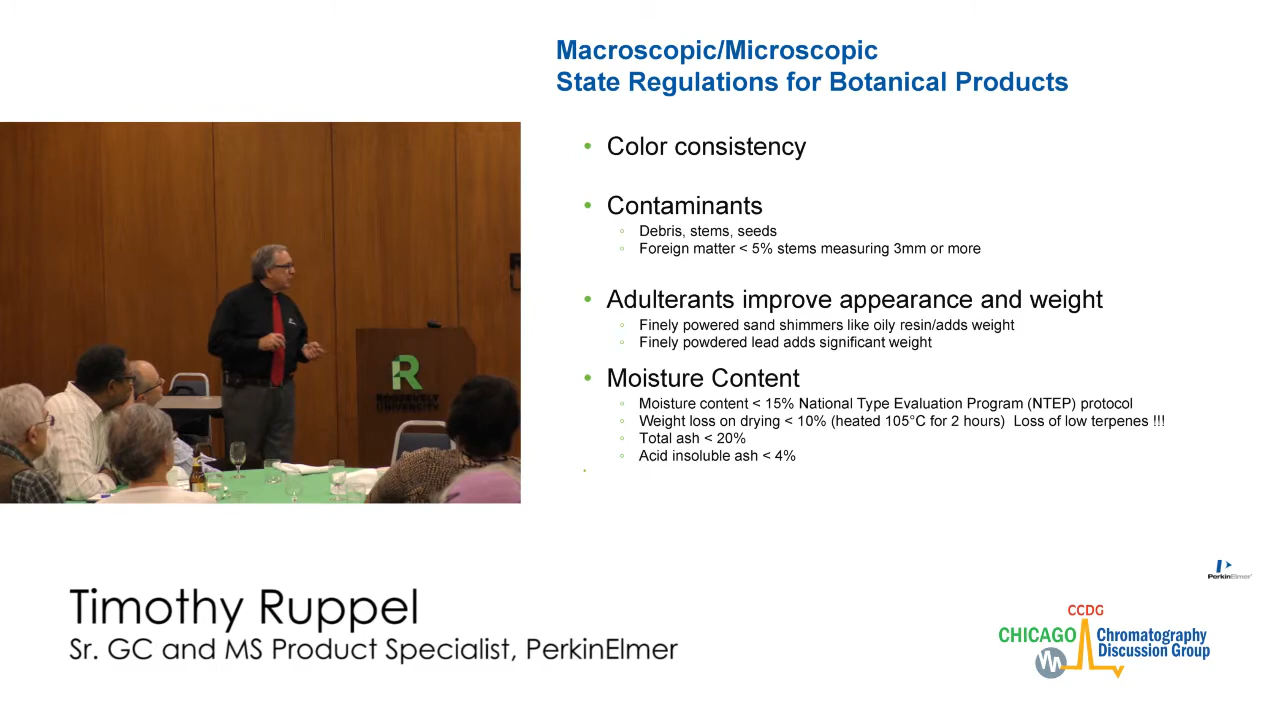 Macroscopic/Microscopic
State Regulations for Botanical Products
• Color consistency
• Contaminants
◦ Debris, stems, seeds
◦ Foreign matter < 5% stems measuring 3mm or more
• Adulterants improve appearance and weight
◦ Finely powered sand shimmers like oily resin/adds weight
◦ Finely powdered lead adds significant weight
• Moisture Content
◦ Moisture content < 15% National Type Evaluation Program (NTEP) protocol
◦ Weight loss on drying < 10% (heated 105°C for 2 hours)  Loss of low terpenes !!!
◦ Total ash < 20%
◦ Acid insoluble ash < 4%
R
ROOSEVELT
UNIVERSITY
PerkinElmer
Timothy Ruppel
Sr. GC and MS Product Specialist, PerkinElmer
CCDG
CHICAGO Chromatography
Discussion Group